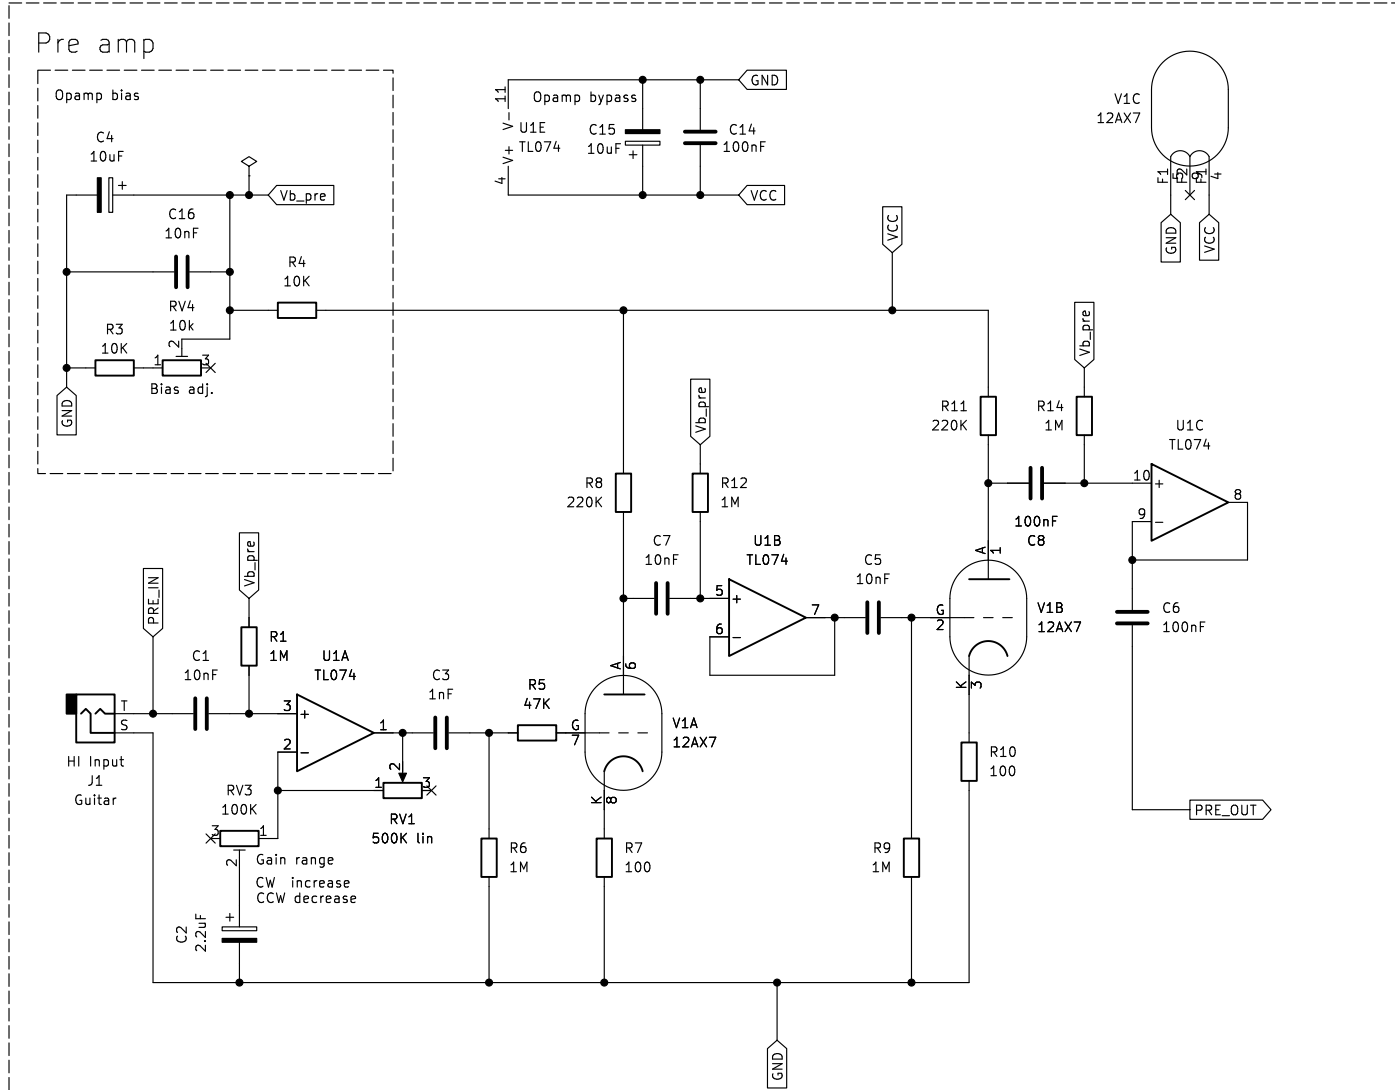 Pre amp
Opamp bias
C4
10uF
+
Vb_pre
C16
10nF
R4
10K
RV4
10k
2
R3
10K
1
3
Bias adj.
GND
11
V-
U1E
TL074
V+
4
Opamp bypass
C15
10uF
+
C14
100nF
GND
VCC
VCC
V1C
12AX7
F1
5
F2
9
F1
4
GND
VCC
Vb_pre
R14
1M
R11
220K
U1C
TL074
10
+
9
−
8
100nF
C8
Vb_pre
R12
1M
R8
220K
C7
10nF
U1B
TL074
5
+
6
−
7
C5
10nF
A
1
G
2
V1B
12AX7
K
3
C6
100nF
R10
100
PRE_OUT
PRE_IN
Vb_pre
R1
1M
C1
10nF
U1A
TL074
3
+
2
−
1
C3
1nF
R5
47K
A
6
G
7
V1A
12AX7
K
8
T
S
HI Input
J1
Guitar
RV3
100K
3
1
2
2
1
3
RV1
500K lin
Gain range
CW increase
CCW decrease
C2
2.2uF
+
R6
1M
R7
100
R9
1M
GND